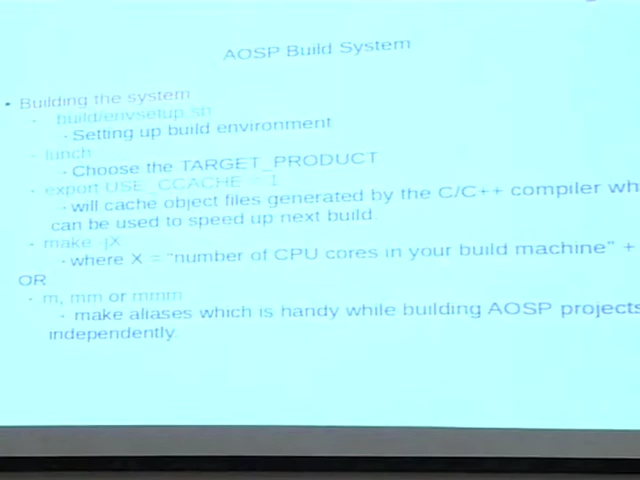 AOSP Build System
• Building the system
- build/envsetup.sh
- Setting up build environment
- lunch
- Choose the TARGET_PRODUCT
- export USE_CCACHE = 1
- will cache object files generated by the C/C++ compiler wh
can be used to speed up next build.
- make -jX
- where X = "number of CPU cores in your build machine" +
OR
- m, mm or mmm
- make aliases which is handy while building AOSP projects
independently.